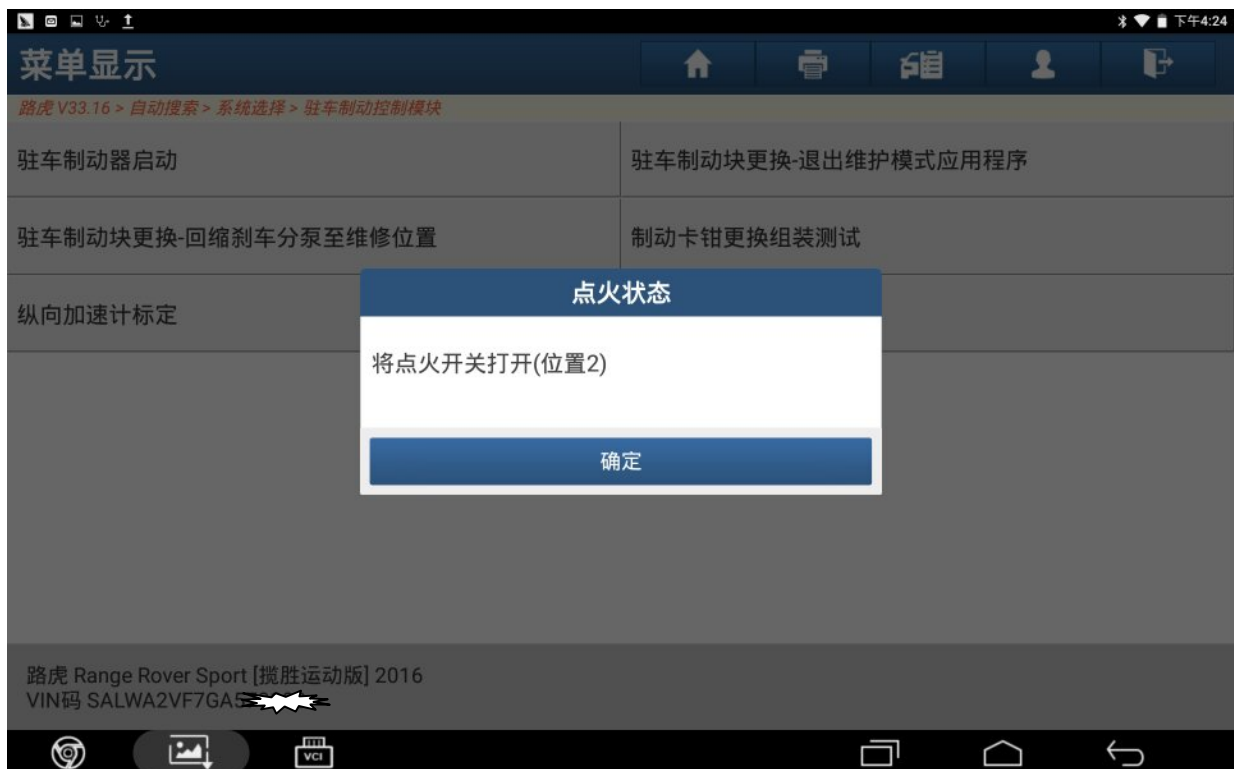 下午4:24
菜单显示
路虎 V33.16 > 自动搜索 > 系统选择 > 驻车制动控制模块
驻车制动器启动
驻车制动块更换-退出维护模式应用程序
驻车制动块更换-回缩刹车分泵至维修位置
制动卡钳更换组装测试
纵向加速计标定
点火状态
将点火开关打开(位置2)
确定
路虎 Range Rover Sport [揽胜运动版] 2016
VIN码 SALWA2VF7GA5
VCI